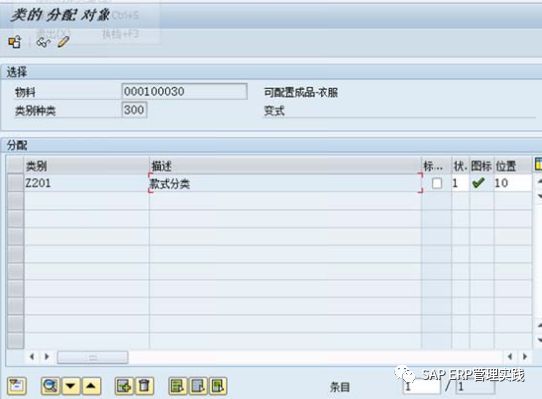 类的 分配 对象
Ctrl+S
退出(X) 换档+F3
选择
物料 000100030 可配置成品-衣服
类别种类 300 变式
分配
类别 描述 标... 状. 图标 位置
Z201 款式分类 1 10
条目 1 / 1
SAP ERP管理实践